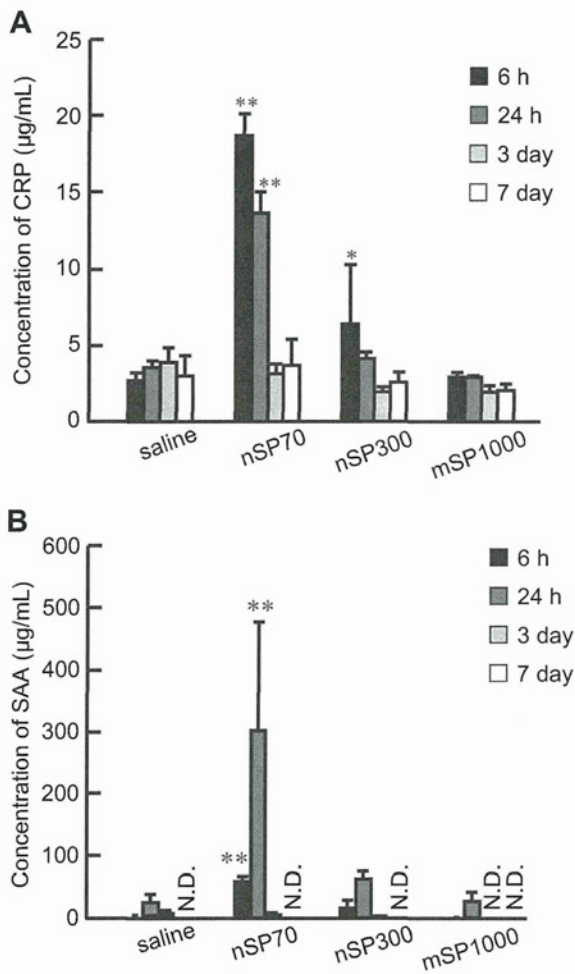 A
25
20
15
10
5
0
Concentration of CRP (μg/mL)
6 h
24 h
3 day
7 day
**
**
*
saline
nSP70
nSP300
mSP1000
B
600
500
400
300
200
100
0
Concentration of SAA (μg/mL)
6 h
24 h
3 day
7 day
**
**
N.D.
N.D.
N.D.
N.D.
N.D.
saline
nSP70
nSP300
mSP1000